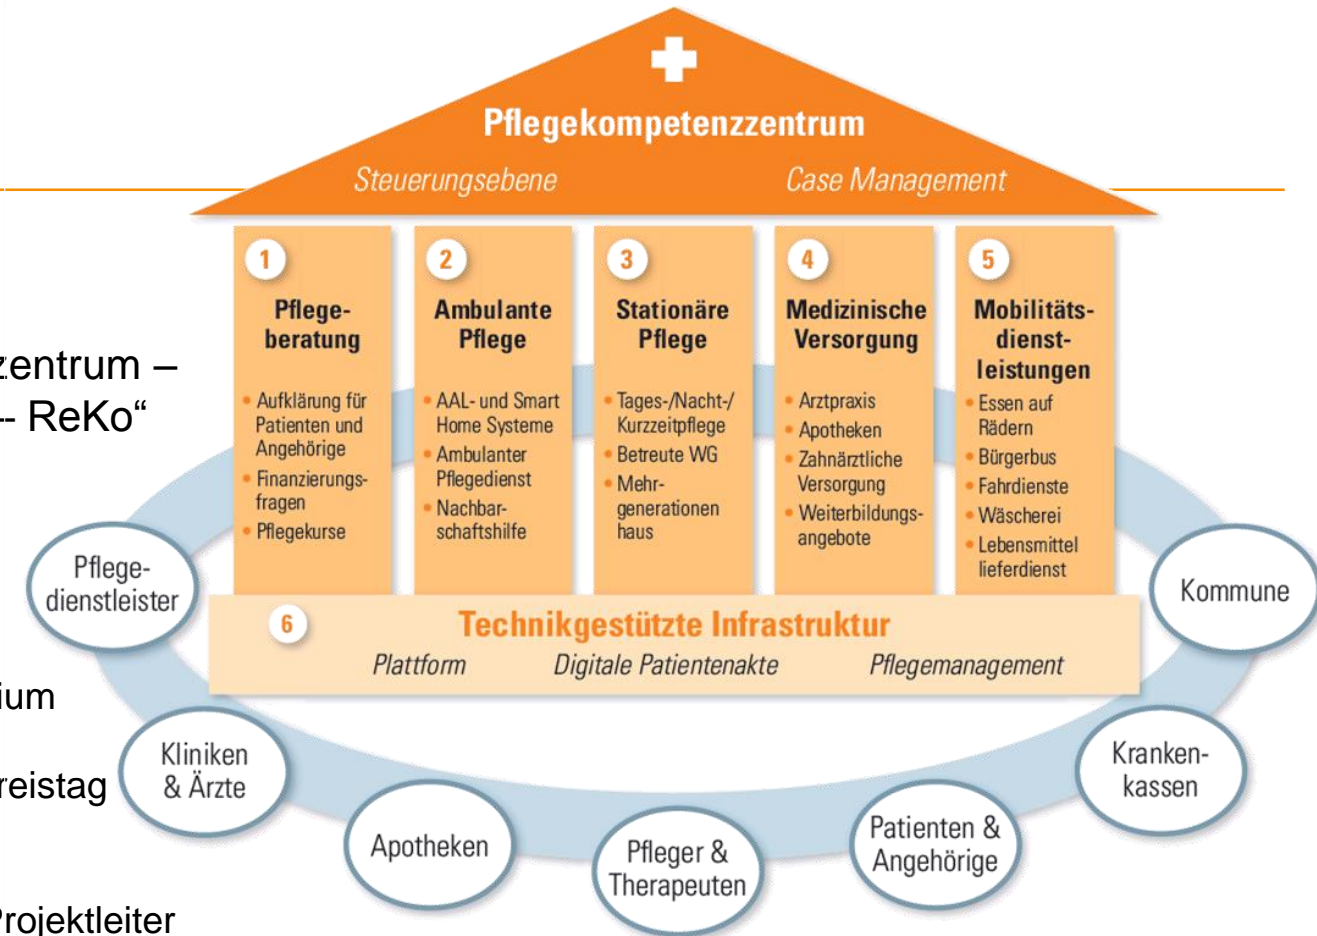 Pflegekompetenzzentrum
Steuerungsebene
Case Management
1
Pflege-
beratung
• Aufklärung für
Patienten und
Angehörige
• Finanzierungs-
fragen
• Pflegekurse
2
Ambulante
Pflege
• AAL- und Smart
Home Systeme
• Ambulanter
Pflegedienst
• Nachbar-
schaftshilfe
3
Stationäre
Pflege
• Tages-/Nacht-/
Kurzzeitpflege
• Betreute WG
• Mehr-
generationen
haus
4
Medizinische
Versorgung
• Arztpraxis
• Apotheken
• Zahnärztliche
Versorgung
• Weiterbildungs-
angebote
5
Mobilitäts-
dienst-
leistungen
• Essen auf
Rädern
• Bürgerbus
• Fahrdienste
• Wäscherei
• Lebensmittel
lieferdienst
6
Technikgestützte Infrastruktur
Plattform
Digitale Patientenakte
Pflegemanagement
Pflege-
dienstleister
Kliniken
& Ärzte
Apotheken
Pfleger &
Therapeuten
Patienten &
Angehörige
Kranken-
kassen
Kommune
zentrum –
– ReKo“
ium
reistag
Projektleiter